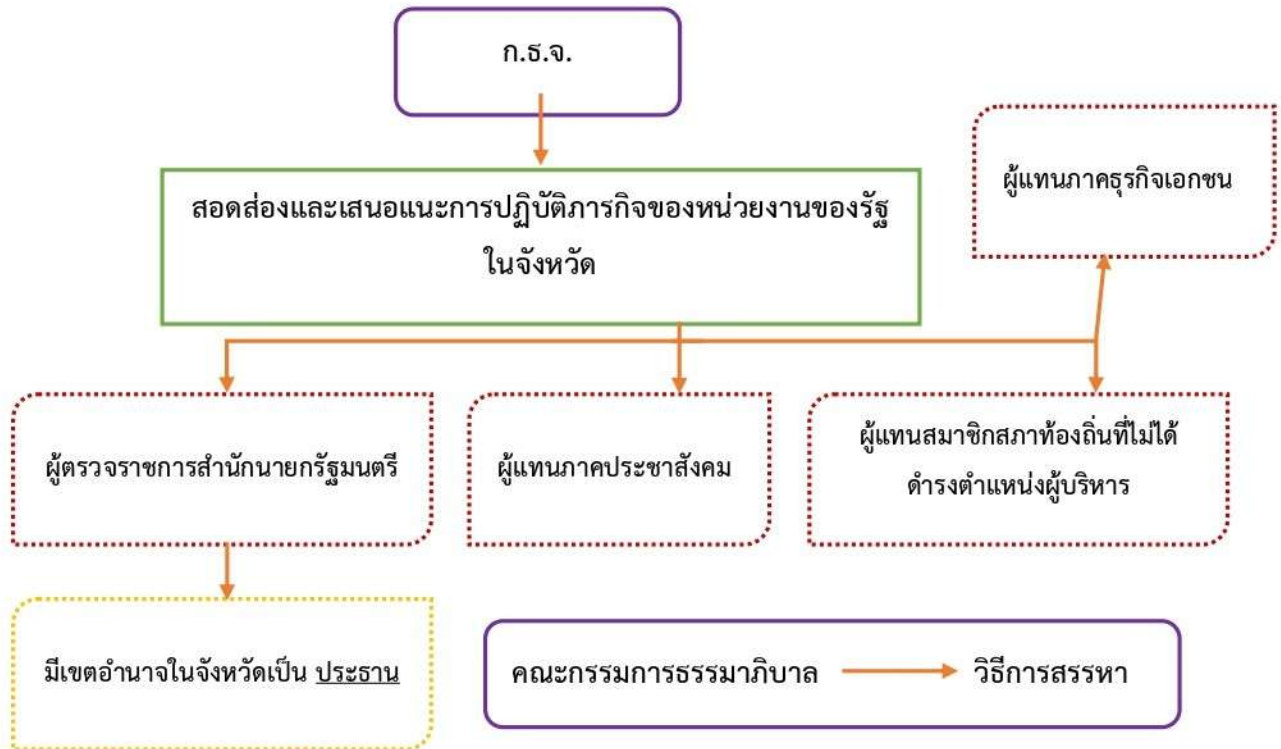 ก.ธ.จ.
ผู้แทนภาคธุรกิจเอกชน
สอดส่องและเสนอแนะการปฏิบัติภารกิจของหน่วยงานของรัฐ
ในจังหวัด
ผู้ตรวจราชการสำนักนายกรัฐมนตรี
ผู้แทนภาคประชาสังคม
ผู้แทนสมาชิกสภาท้องถิ่นที่ไม่ได้
ดำรงตำแหน่งผู้บริหาร
มีเขตอำนาจในจังหวัดเป็น ประธาน
คณะกรรมการธรรมาภิบาล
วิธีการสรรหา